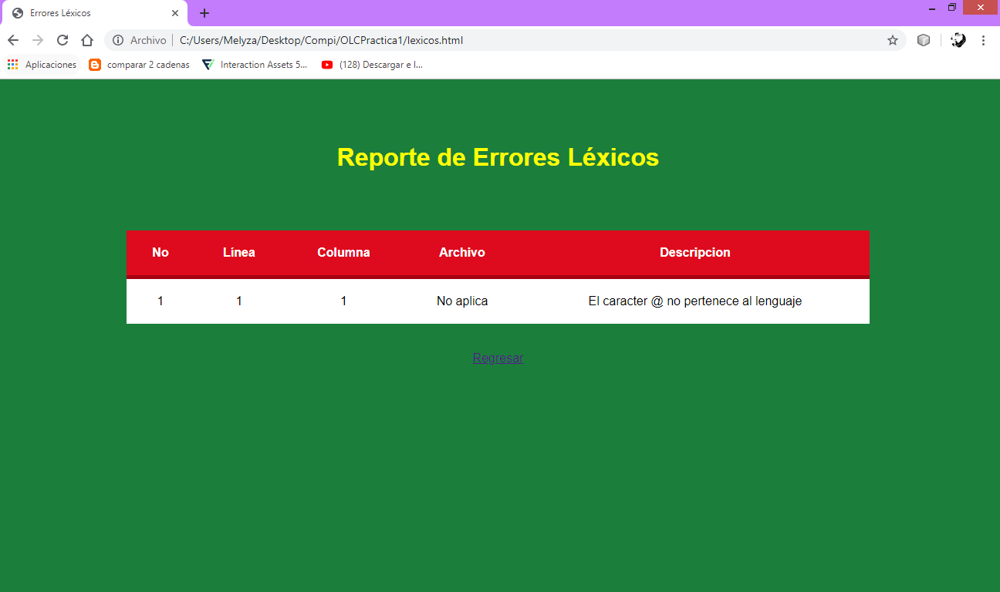 Errores Léxicos
Archivo C:/Users/Melyza/Desktop/Compi/OLCPractica1/lexicos.html
Aplicaciones comparar 2 cadenas Interaction Assets 5... (128) Descargar e I...
Reporte de Errores Léxicos
No Línea Columna Archivo Descripcion
1 1 1 No aplica El caracter @ no pertenece al lenguaje
Regresar